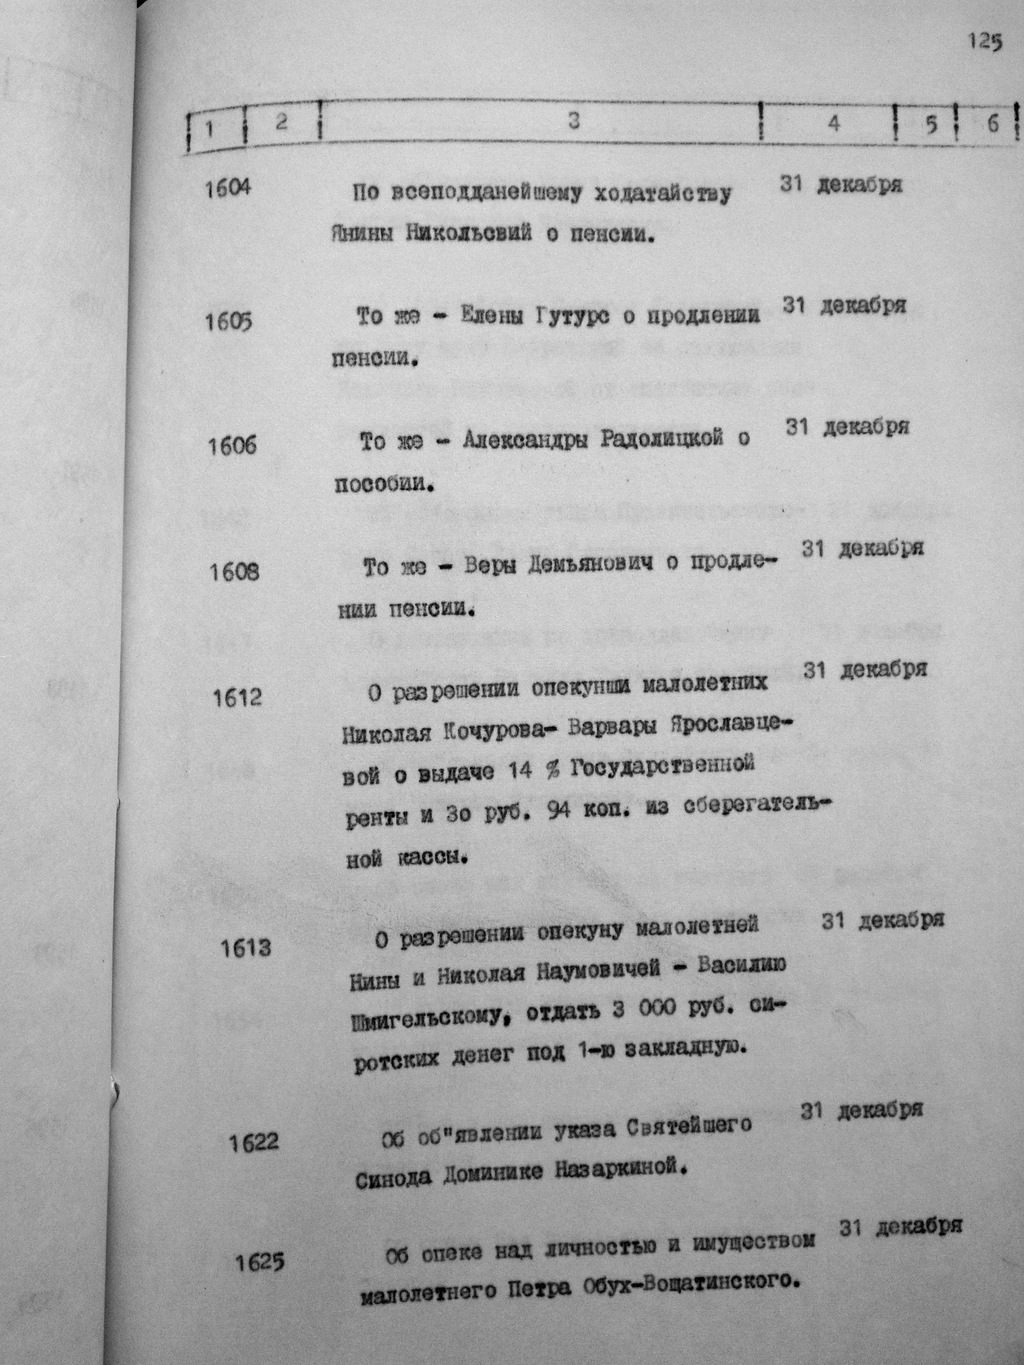 125
1 2 3 4 5 6
1604 По всеподданейшему ходатайству 31 декабря
Янины Никольсвий о пенсии.
1605 То же - Елены Гутурс о продлении 31 декабря
пенсии.
1606 То же - Александры Радолицкой о 31 декабря
пособии.
1608 То же - Веры Демьянович о продле- 31 декабря
нии пенсии.
1612 О разрешении опекунши малолетних 31 декабря
Николая Кочурова- Варвары Ярославце-
вой о выдаче 14 % Государственной
ренты и 3о руб. 94 коп. из сберегатель-
ной кассы.
1613 О разрешении опекуну малолетней 31 декабря
Нины и Николая Наумовичей - Василию
Шмигельскому, отдать 3 000 руб. си-
ротских денег под 1-ю закладную.
1622 Об об"явлении указа Святейшего 31 декабря
Синода Доминике Назаркиной.
1625 Об опеке над личностью и имуществом 31 декабря
малолетнего Петра Обух-Вощатинского.